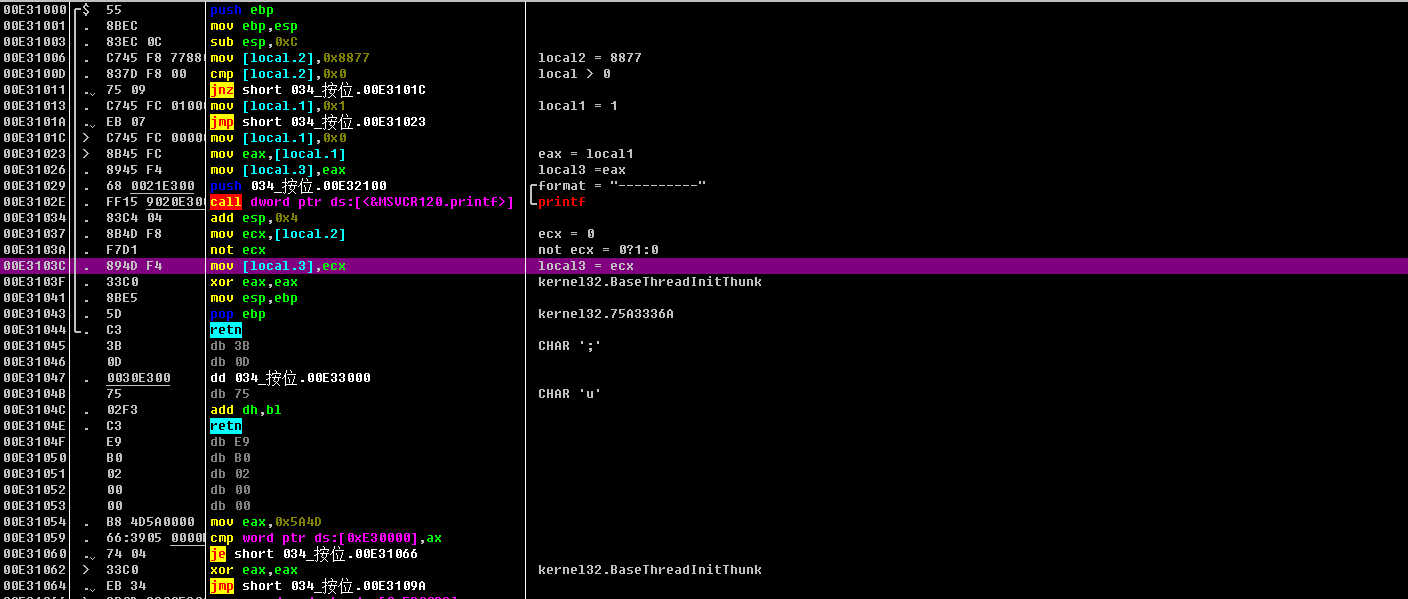 00E31000 $ 55 push ebp
00E31001 . 8BEC mov ebp,esp
00E31003 . 83EC 0C sub esp,0xC
00E31006 . C745 F8 7788 mov [local.2],0x8877 local2 = 8877
00E3100D . 837D F8 00 cmp [local.2],0x0 local > 0
00E31011 . 75 09 jnz short 034_按位.00E3101C
00E31013 . C745 FC 0100 mov [local.1],0x1 local1 = 1
00E3101A . EB 07 jmp short 034_按位.00E31023
00E3101C > C745 FC 0000 mov [local.1],0x0
00E31023 > 8B45 FC mov eax,[local.1] eax = local1
00E31026 . 8945 F4 mov [local.3],eax local3 =eax
00E31029 . 68 0021E300 push 034_按位.00E32100 format = "----------"
00E3102E . FF15 9020E30 call dword ptr ds:[<&MSVCR120.printf>] printf
00E31034 . 83C4 04 add esp,0x4
00E31037 . 8B4D F8 mov ecx,[local.2] ecx = 0
00E3103A . F7D1 not ecx not ecx = 0?1:0
00E3103C . 894D F4 mov [local.3],ecx local3 = ecx
00E3103F . 33C0 xor eax,eax kernel32.BaseThreadInitThunk
00E31041 . 8BE5 mov esp,ebp
00E31043 . 5D pop ebp kernel32.75A3336A
00E31044 . C3 retn
00E31045 3B db 3B CHAR ';'
00E31046 0D db 0D
00E31047 . 0030E300 dd 034_按位.00E33000
00E3104B 75 db 75 CHAR 'u'
00E3104C . 02F3 add dh,bl
00E3104E . C3 retn
00E3104F E9 db E9
00E31050 B0 db B0
00E31051 02 db 02
00E31052 00 db 00
00E31053 00 db 00
00E31054 . B8 4D5A0000 mov eax,0x5A4D
00E31059 . 66:3905 0000 cmp word ptr ds:[0xE30000],ax
00E31060 . 74 04 je short 034_按位.00E31066
00E31062 > 33C0 xor eax,eax kernel32.BaseThreadInitThunk
00E31064 . EB 34 jmp short 034_按位.00E3109A